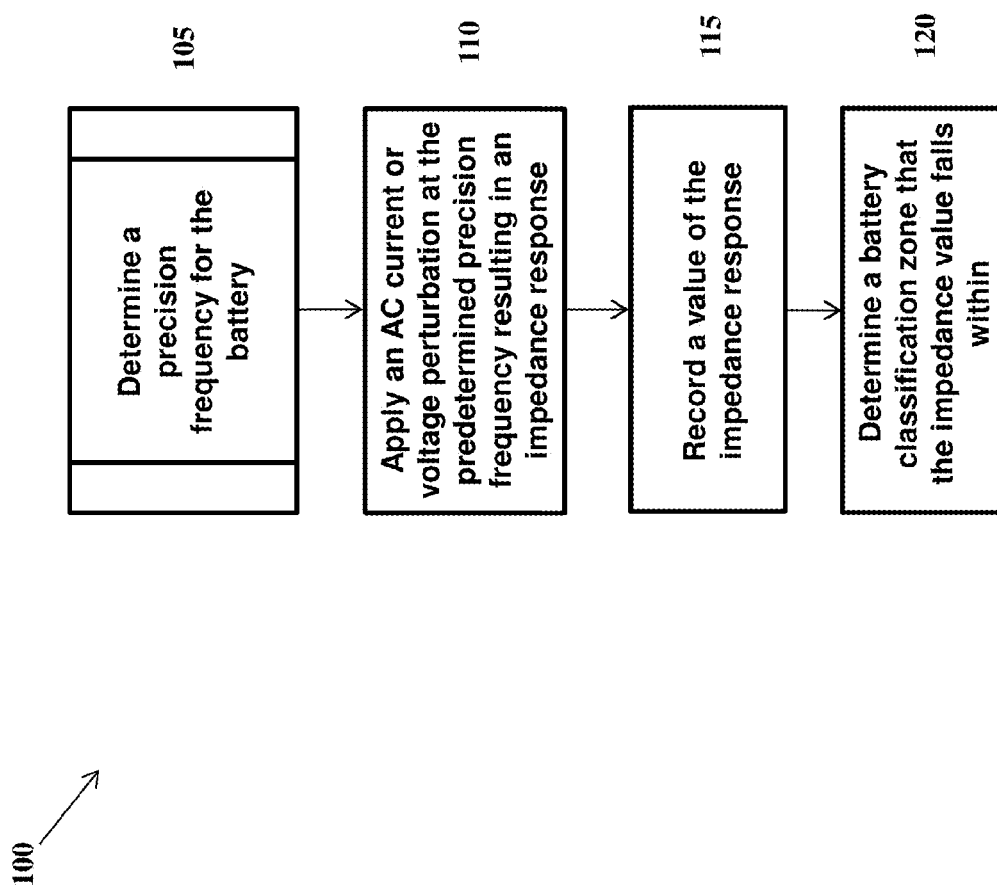 100
Determine a
precision
frequency for the
battery
105
Apply an AC current or
voltage perturbation at the
predetermined precision
frequency resulting in an
impedance response
110
Record a value of the
impedance response
115
Determine a battery
classification zone that
the impedance value falls
within
120